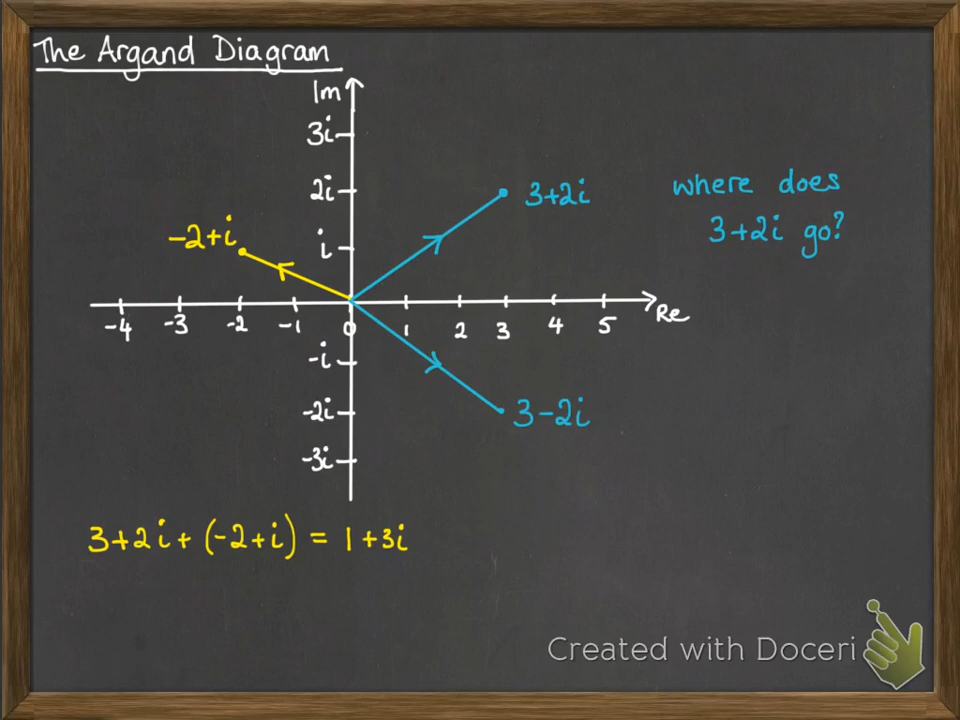 The Argand Diagram
Im
3i
2i
3+2i
where does
3+2i go?
-2+i
i
-4 -3 -2 -1 0 1 2 3 4 5 Re
-i
-2i
3-2i
-3i
3+2i+(-2+i) = 1+3i
Created with Doceri